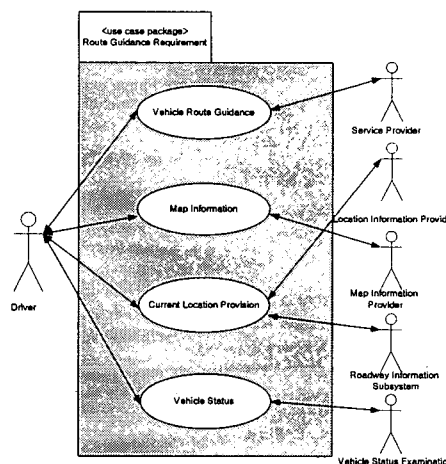 <use case package>
Route Guidance Requirement
Vehicle Route Guidance
Service Provider
Map Information
Location Information Provid
Driver
Current Location Provision
Map Information
Provider
Roadway Information
Subsystem
Vehicle Status
Vehicle Status Examination